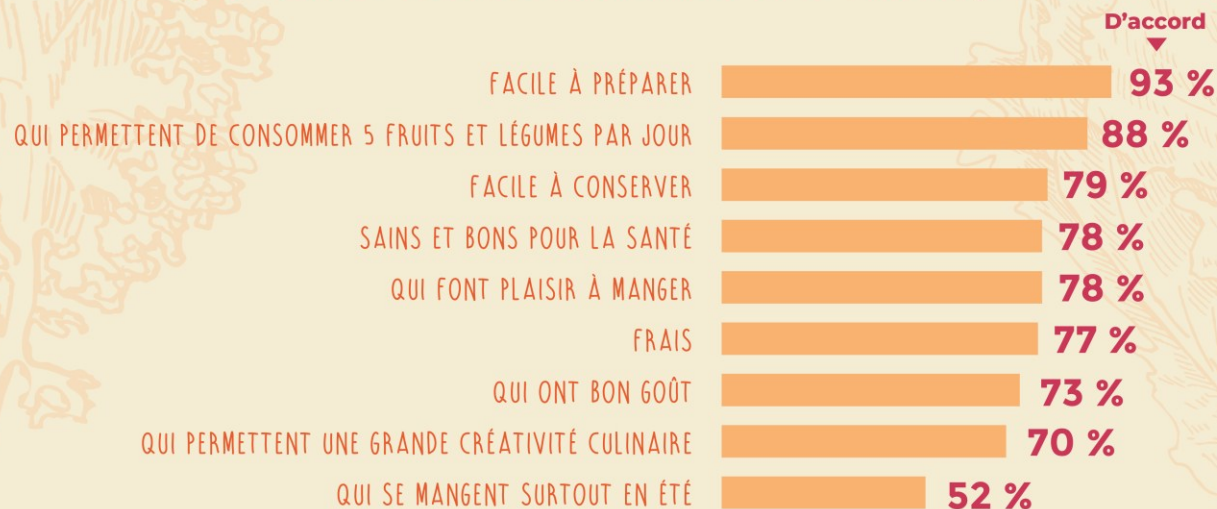 D'accord
FACILE À PRÉPARER 93 %
QUI PERMETTENT DE CONSOMMER 5 FRUITS ET LÉGUMES PAR JOUR 88 %
FACILE À CONSERVER 79 %
SAINS ET BONS POUR LA SANTÉ 78 %
QUI FONT PLAISIR À MANGER 78 %
FRAIS 77 %
QUI ONT BON GOÛT 73 %
QUI PERMETTENT UNE GRANDE CRÉATIVITÉ CULINAIRE 70 %
QUI SE MANGENT SURTOUT EN ÉTÉ 52 %